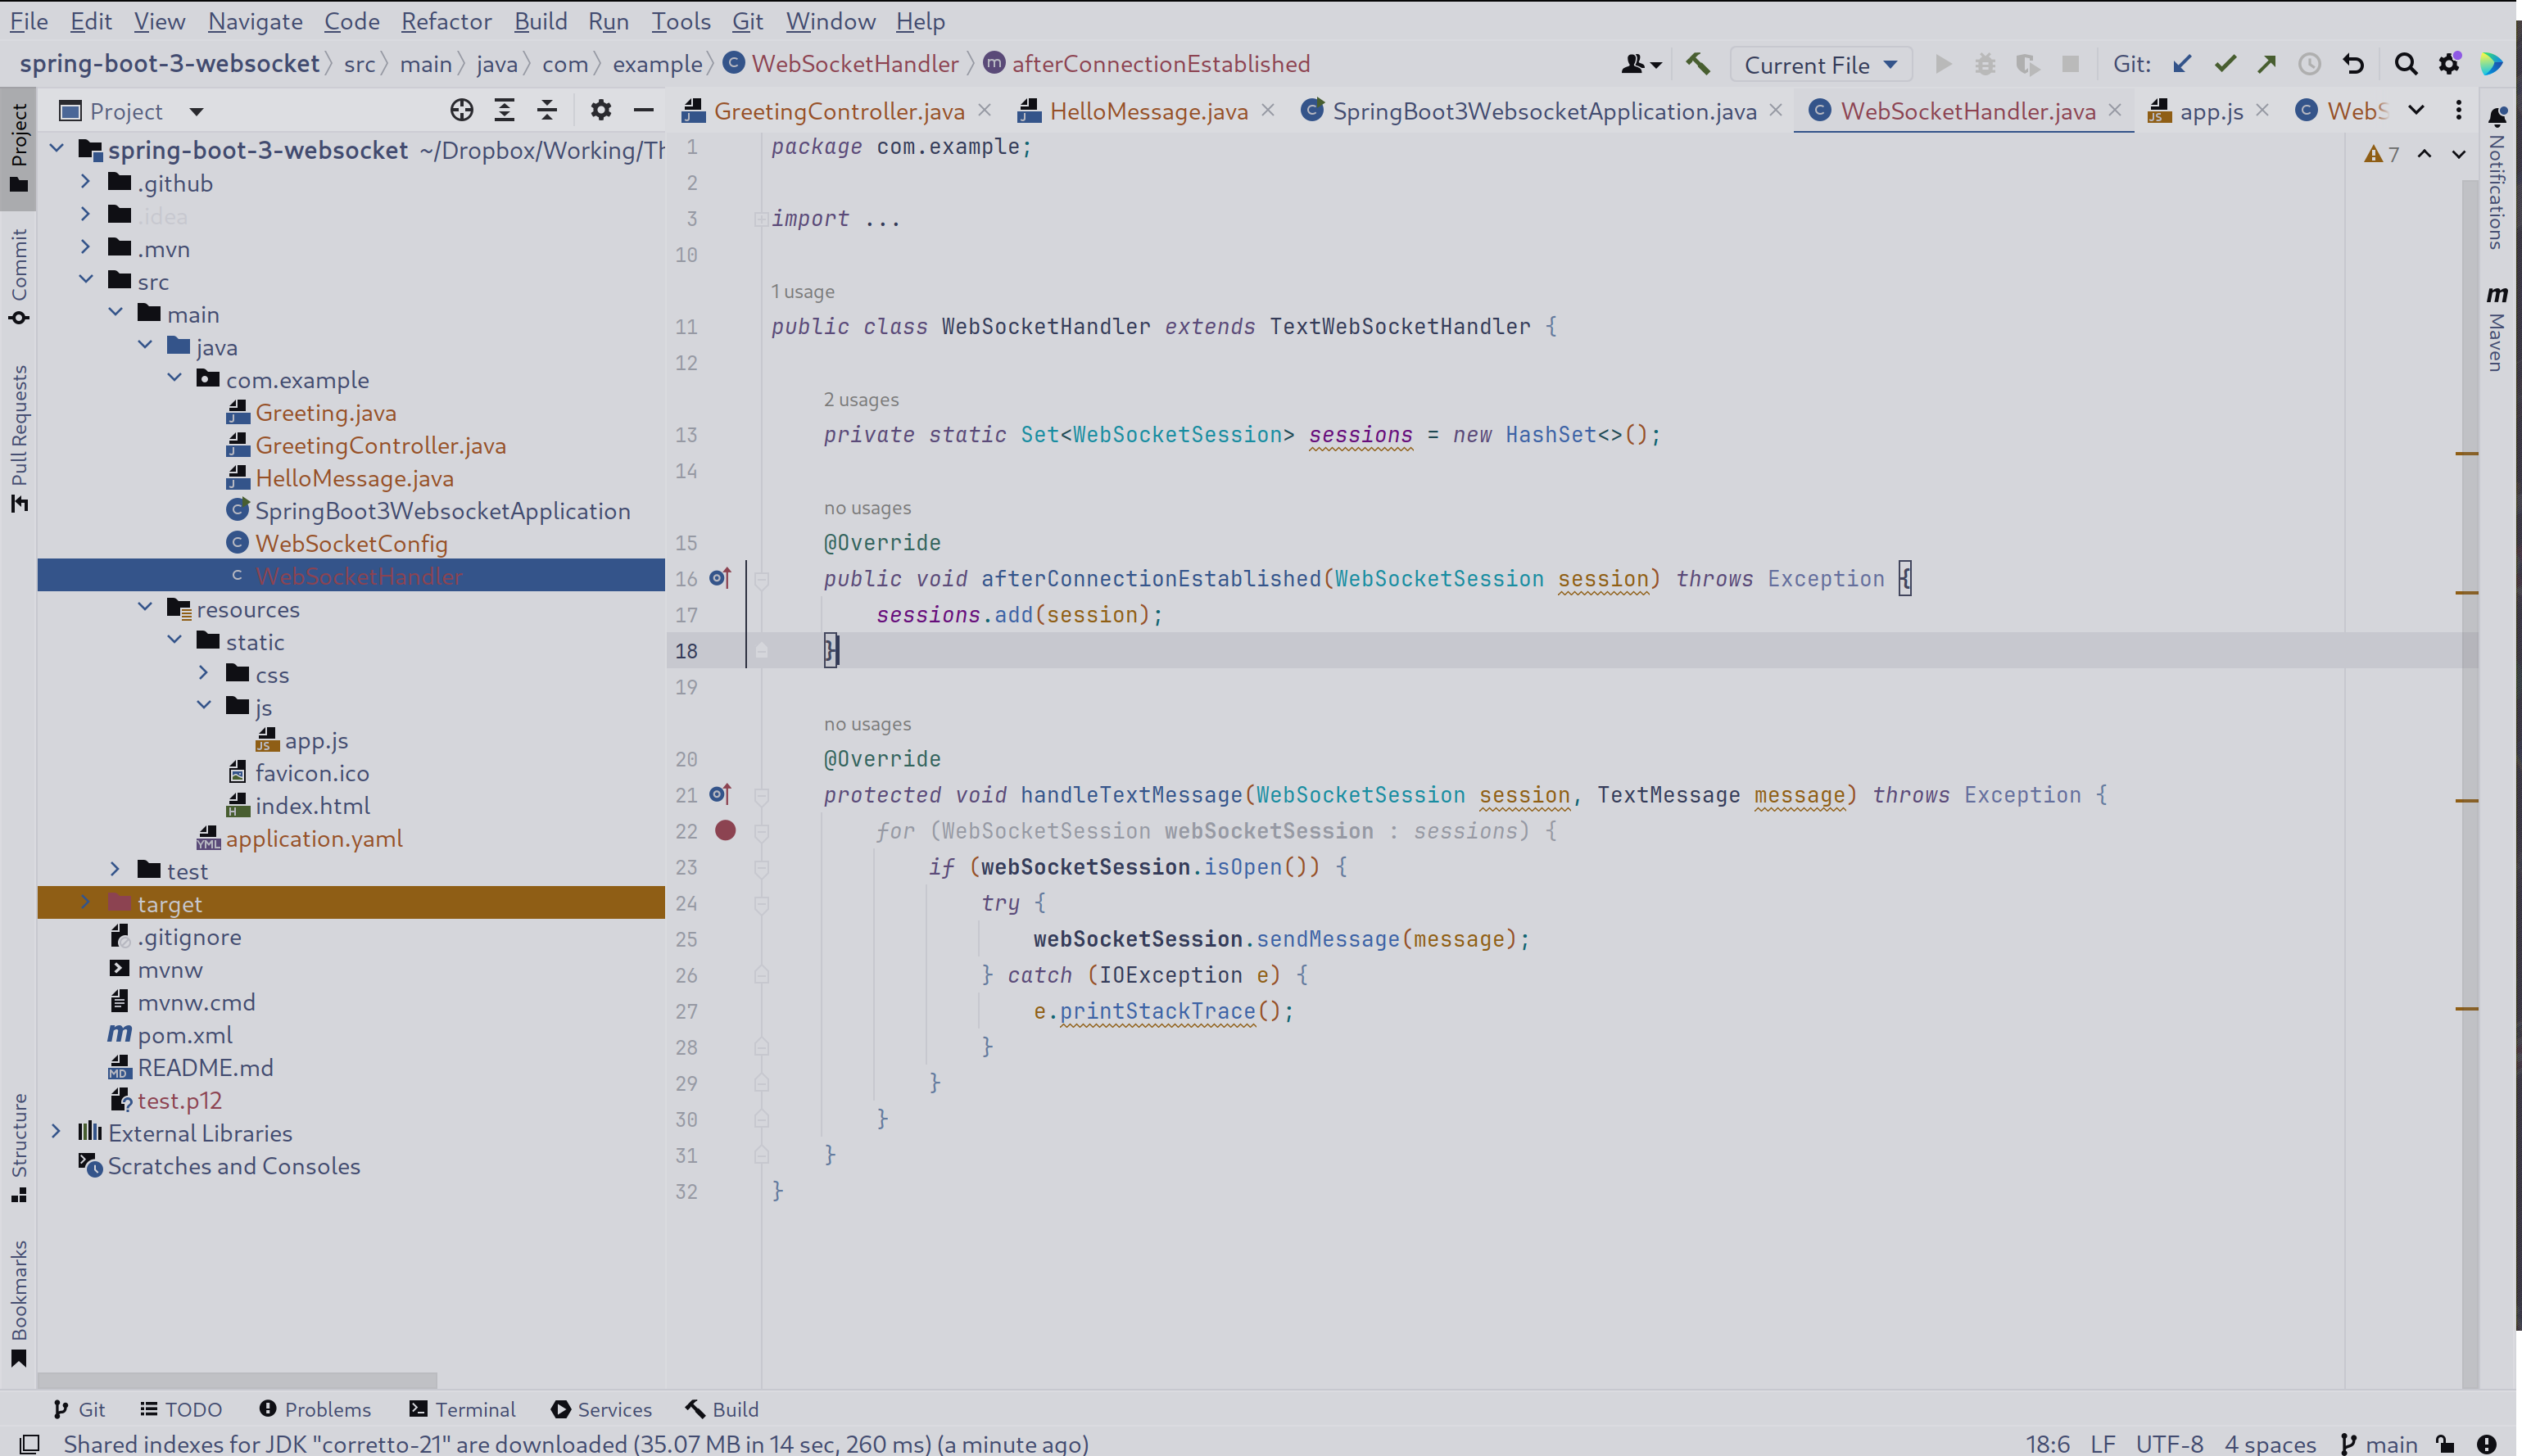 File Edit View Navigate Code Refactor Build Run Tools Git Window Help
spring-boot-3-websocket src main java com example WebSocketHandler afterConnectionEstablished Current File Git:
Project GreetingController.java HelloMessage.java SpringBoot3WebsocketApplication.java WebSocketHandler.java app.js WebS
Project
Commit
Pull Requests
Structure
Bookmarks
spring-boot-3-websocket ~/Dropbox/Working/Th
.github
.idea
.mvn
src
main
java
com.example
Greeting.java
GreetingController.java
HelloMessage.java
SpringBoot3WebsocketApplication
WebSocketConfig
WebSocketHandler
resources
static
css
js
app.js
favicon.ico
index.html
application.yaml
test
target
.gitignore
mvnw
mvnw.cmd
pom.xml
README.md
test.p12
External Libraries
Scratches and Consoles
7
1 package com.example;
2
3 import ...
10
1 usage
11 public class WebSocketHandler extends TextWebSocketHandler {
12
2 usages
13 private static Set<WebSocketSession> sessions = new HashSet<>();
14
no usages
15 @Override
16 public void afterConnectionEstablished(WebSocketSession session) throws Exception {
17 sessions.add(session);
18 }
19
no usages
20 @Override
21 protected void handleTextMessage(WebSocketSession session, TextMessage message) throws Exception {
22 for (WebSocketSession webSocketSession : sessions) {
23 if (webSocketSession.isOpen()) {
24 try {
25 webSocketSession.sendMessage(message);
26 } catch (IOException e) {
27 e.printStackTrace();
28 }
29 }
30 }
31 }
32 }
Notifications
m Maven
Git TODO Problems Terminal Services Build
Shared indexes for JDK "corretto-21" are downloaded (35.07 MB in 14 sec, 260 ms) (a minute ago) 18:6 LF UTF-8 4 spaces main